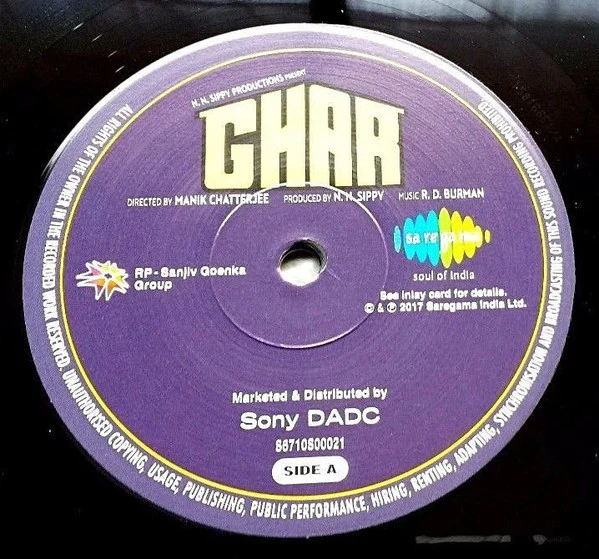 N. N. SIPPY PRODUCTIONS PRESENT
GHAR
DIRECTED BY MANIK CHATTERJEE PRODUCED BY N. N. SIPPY MUSIC R. D. BURMAN
sa re ga ma
soul of India
RP-Sanjiv Goenka
Group
See inlay card for details.
© & ℗ 2017 Saregama India Ltd.
Marketed & Distributed by
Sony DADC
S6710S00021
SIDE A
ALL RIGHTS OF THE OWNER IN THE RECORDED WORK RESERVED. UNAUTHORISED COPYING, USAGE, PUBLISHING, PUBLIC PERFORMANCE, HIRING, RENTING, ADAPTING, SYNCHRONISATION AND BROADCASTING OF THIS SOUND RECORDING PROHIBITED.